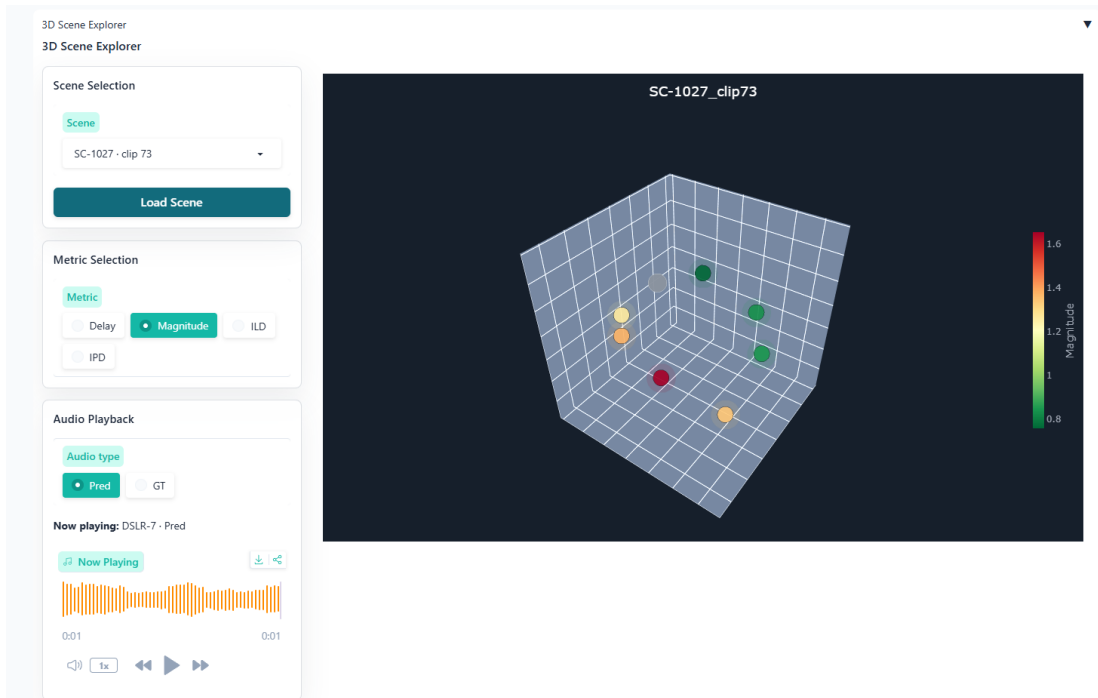 3D Scene Explorer
3D Scene Explorer
Scene Selection
Scene
SC-1027 · clip 73
Load Scene
Metric Selection
Metric
Delay
Magnitude
ILD
IPD
Audio Playback
Audio type
Pred
GT
Now playing: DSLR-7 · Pred
Now Playing
0:01
0:01
1x
SC-1027_clip73
1.6
1.4
1.2
1
0.8
Magnitude